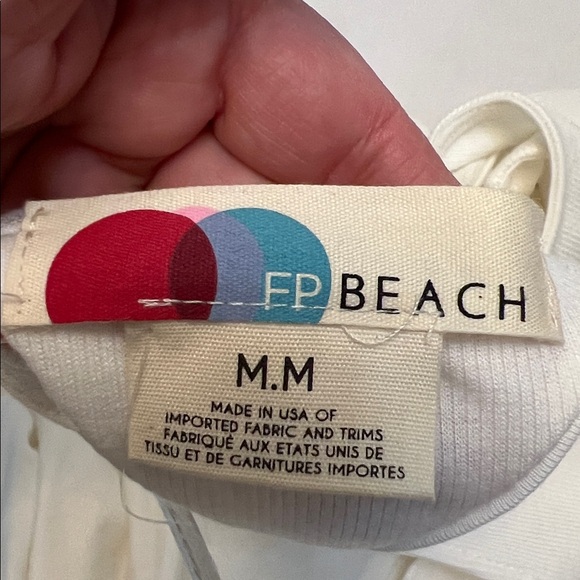 FP BEACH
M.M
MADE IN USA OF
IMPORTED FABRIC AND TRIMS
FABRIQUÉ AUX ETATS UNIS DE
TISSU ET DE GARNITURES IMPORTES